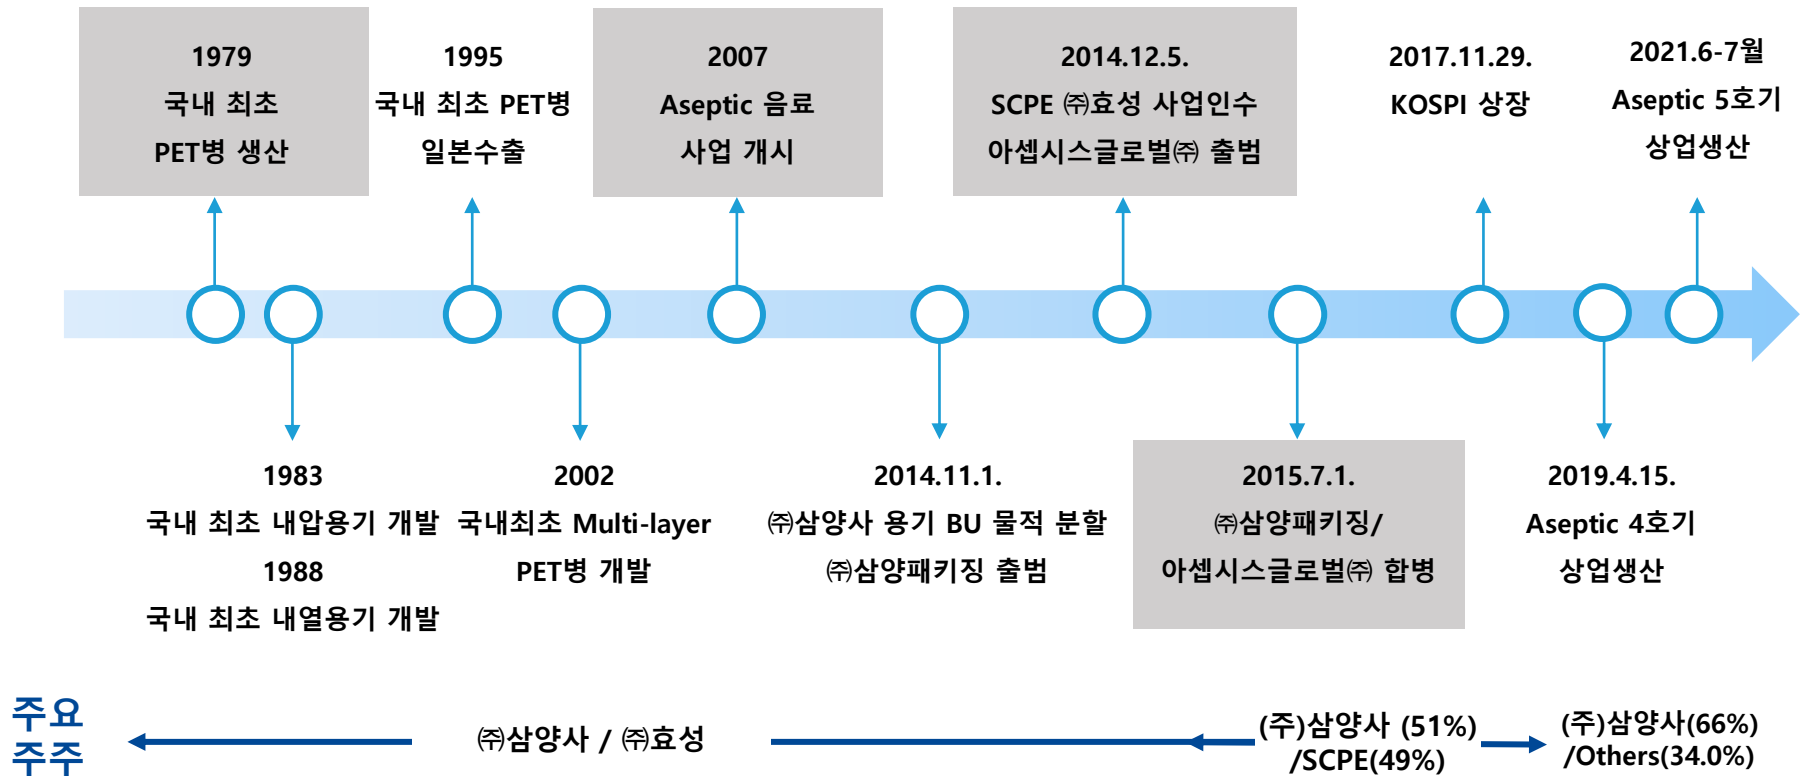 1979
국내 최초
PET병 생산
1995
국내 최초 PET병
일본수출
2007
Aseptic 음료
사업 개시
2014.12.5.
SCPE ㈜효성 사업인수
아셉시스글로벌㈜ 출범
2017.11.29.
KOSPI 상장
2021.6-7월
Aseptic 5호기
상업생산
1983
국내 최초 내압용기 개발
1988
국내 최초 내열용기 개발
2002
국내최초 Multi-layer
PET병 개발
2014.11.1.
㈜삼양사 용기 BU 물적 분할
㈜삼양패키징 출범
2015.7.1.
㈜삼양패키징/
아셉시스글로벌㈜ 합병
2019.4.15.
Aseptic 4호기
상업생산
주요
주주
㈜삼양사 / ㈜효성
(주)삼양사 (51%)
/SCPE(49%)
(주)삼양사(66%)
/Others(34.0%)